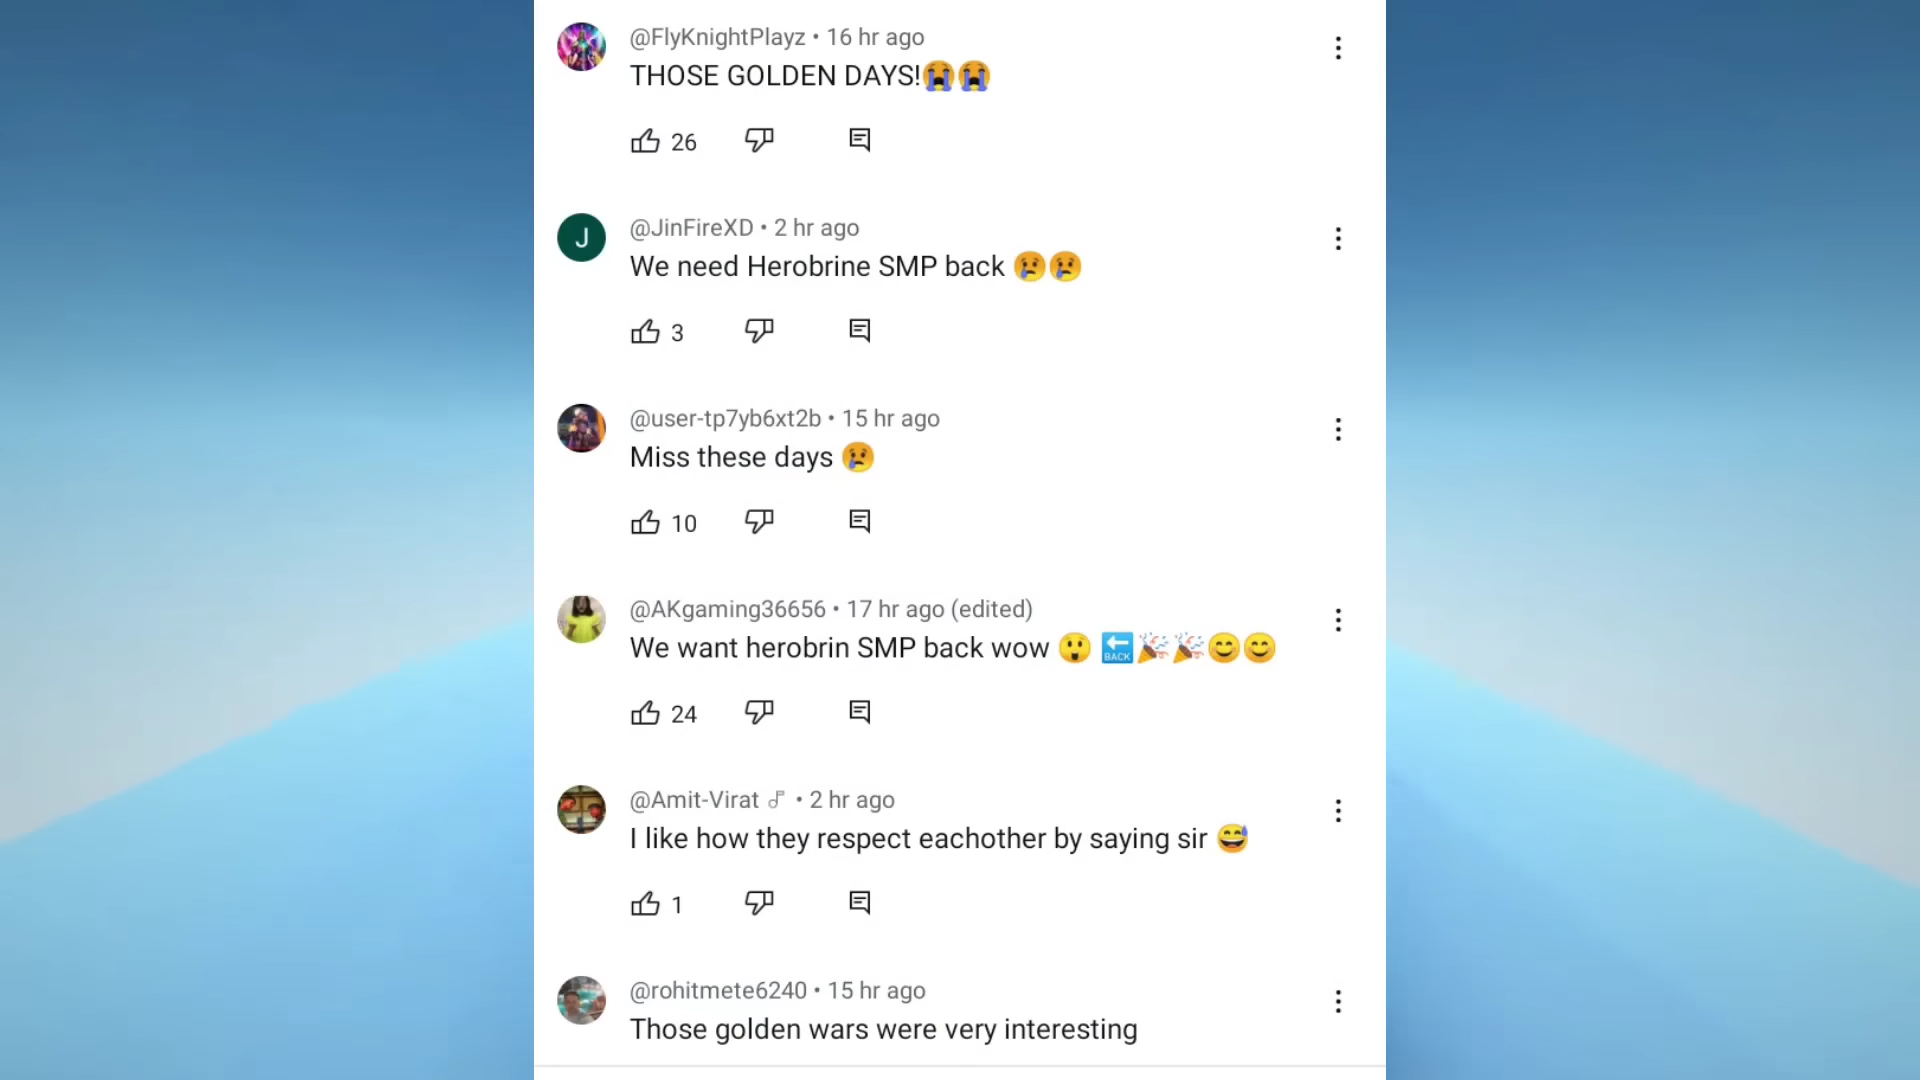 @FlyKnightPlayz • 16 hr ago
THOSE GOLDEN DAYS!😭😭
26
@JinFireXD • 2 hr ago
J
We need Herobrine SMP back 😢😢
3
@user-tp7yb6xt2b • 15 hr ago
Miss these days 😢
10
@AKgaming36656 • 17 hr ago (edited)
We want herobrin SMP back wow 😲 🔙🎉🎉😊😊
24
@Amit-Virat • 2 hr ago
I like how they respect eachother by saying sir 😅
1
@rohitmete6240 • 15 hr ago
Those golden wars were very interesting